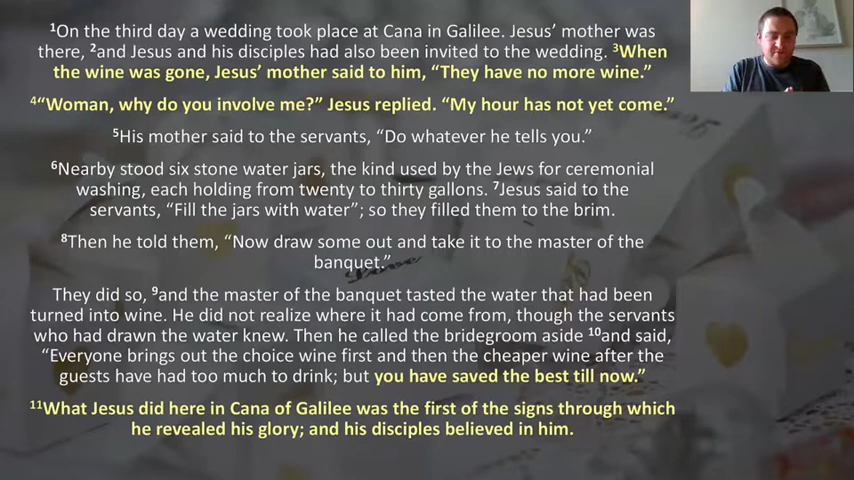 ¹On the third day a wedding took place at Cana in Galilee. Jesus’ mother was
there, ²and Jesus and his disciples had also been invited to the wedding. ³When
the wine was gone, Jesus’ mother said to him, “They have no more wine.”
⁴“Woman, why do you involve me?” Jesus replied. “My hour has not yet come.”
⁵His mother said to the servants, “Do whatever he tells you.”
⁶Nearby stood six stone water jars, the kind used by the Jews for ceremonial
washing, each holding from twenty to thirty gallons. ⁷Jesus said to the
servants, “Fill the jars with water”; so they filled them to the brim.
⁸Then he told them, “Now draw some out and take it to the master of the
banquet.”
They did so, ⁹and the master of the banquet tasted the water that had been
turned into wine. He did not realize where it had come from, though the servants
who had drawn the water knew. Then he called the bridegroom aside ¹⁰and said,
“Everyone brings out the choice wine first and then the cheaper wine after the
guests have had too much to drink; but you have saved the best till now.”
¹¹What Jesus did here in Cana of Galilee was the first of the signs through which
he revealed his glory; and his disciples believed in him.